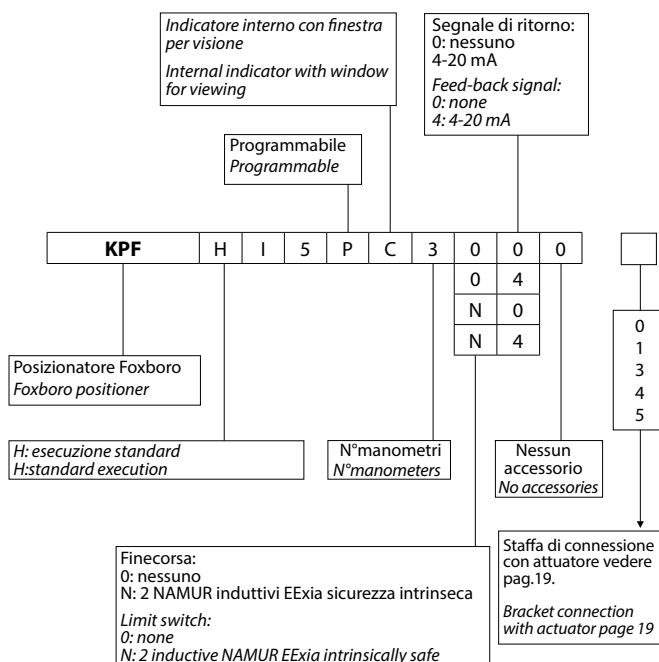 Indicatore interno con finestra
per visione
Internal indicator with window
for viewing
Segnale di ritorno:
0: nessuno
4-20 mA
Feed-back signal:
0: none
4: 4-20 mA
Programmabile
Programmable
KPF H I 5 P C 3 0 0 0
0 4
N 0
N 4
0
1
3
4
5
Posizionatore Foxboro
Foxboro positioner
H: esecuzione standard
H:standard execution
N°manometri
N°manometers
Nessun
accessorio
No accessories
Finecorsa:
0: nessuno
N: 2 NAMUR induttivi EExia sicurezza intrinseca
Limit switch:
0: none
N: 2 inductive NAMUR EExia intrinsically safe
Staffa di connessione
con attuatore vedere
pag.19.
Bracket connection
with actuator page 19